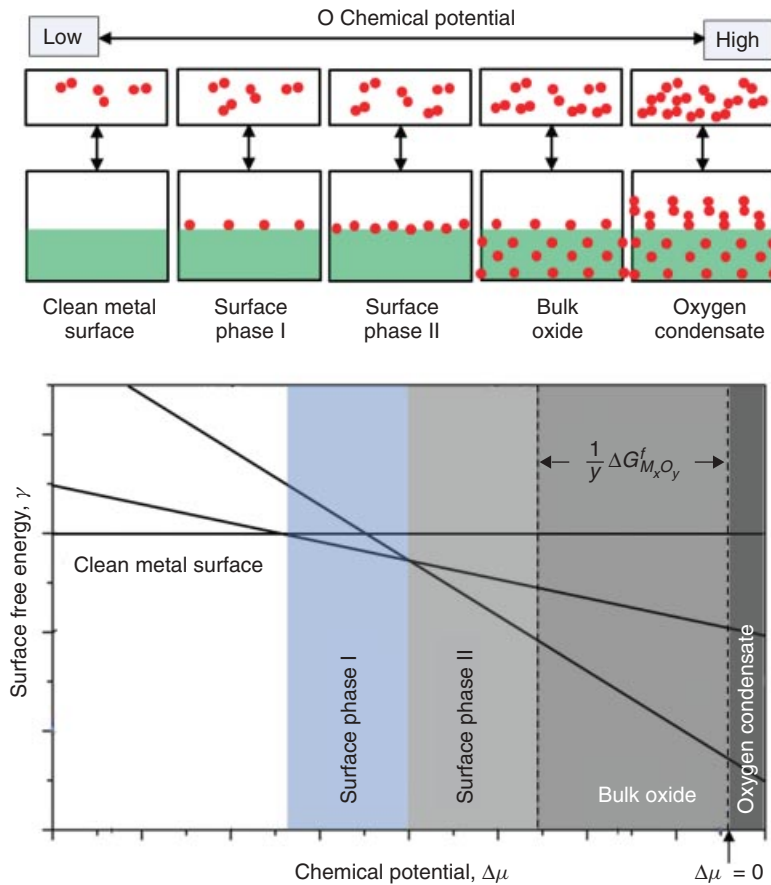 O Chemical potential
Low
High
Clean metal
surface
Surface
phase I
Surface
phase II
Bulk
oxide
Oxygen
condensate
Surface free energy, γ
Clean metal surface
Surface phase I
Surface phase II
Bulk oxide
Oxygen condensate
1/y ΔG^f_{M_xO_y}
Chemical potential, Δμ
Δμ = 0